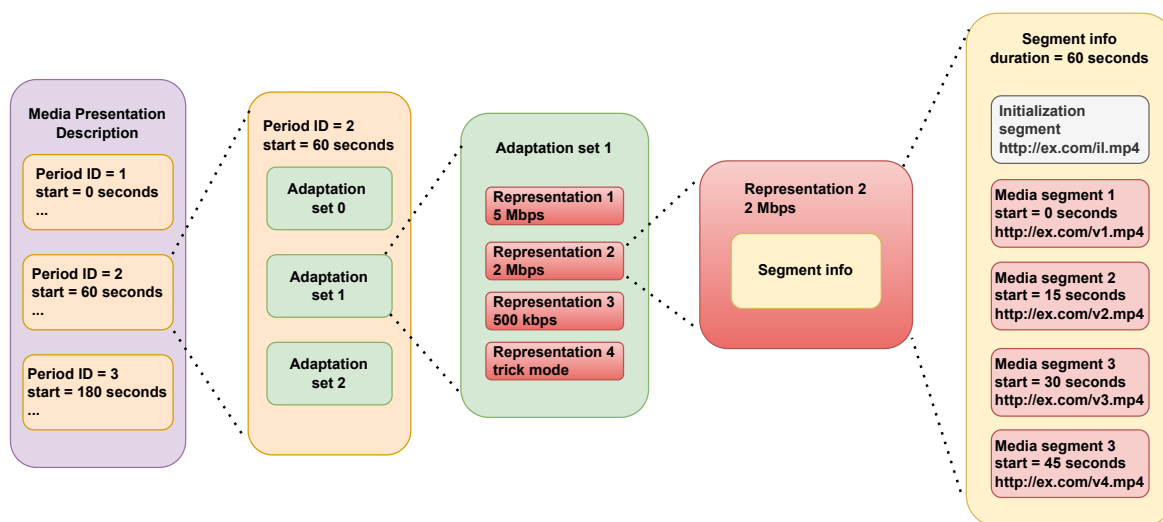 Media Presentation
Description
Period ID = 1
start = 0 seconds
...
Period ID = 2
start = 60 seconds
...
Period ID = 3
start = 180 seconds
...
Period ID = 2
start = 60 seconds
Adaptation
set 0
Adaptation
set 1
Adaptation
set 2
Adaptation set 1
Representation 1
5 Mbps
Representation 2
2 Mbps
Representation 3
500 kbps
Representation 4
trick mode
Representation 2
2 Mbps
Segment info
Segment info
duration = 60 seconds
Initialization
segment
http://ex.com/il.mp4
Media segment 1
start = 0 seconds
http://ex.com/v1.mp4
Media segment 2
start = 15 seconds
http://ex.com/v2.mp4
Media segment 3
start = 30 seconds
http://ex.com/v3.mp4
Media segment 3
start = 45 seconds
http://ex.com/v4.mp4